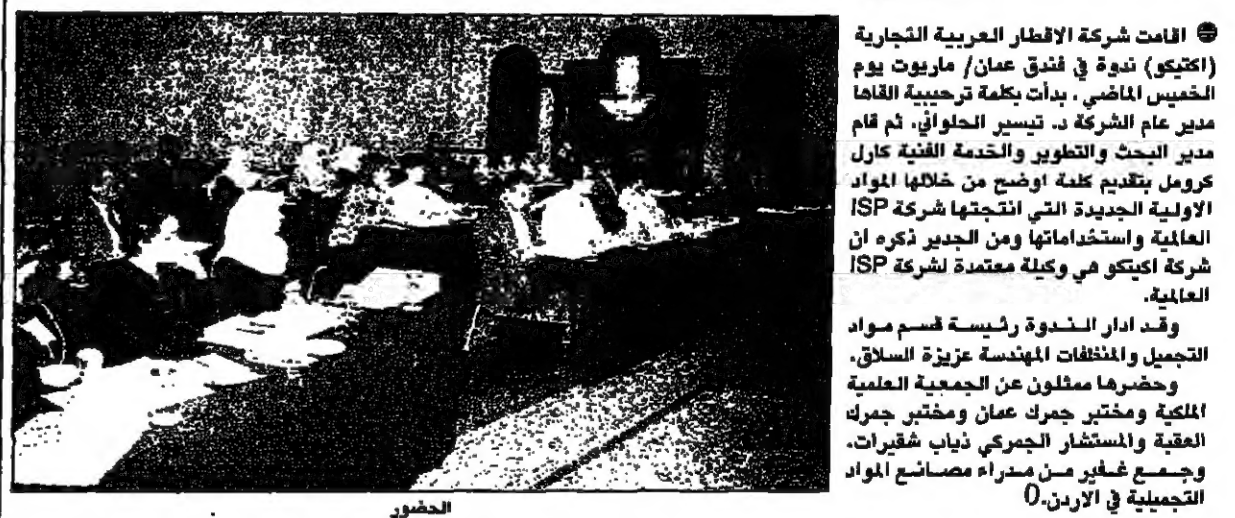 اقامت شركة الاقطار العربية التجارية
(اكتيكو) ندوة في فندق عمان/ ماريوت يوم
الخميس الماضي، بدأت بكلمة ترحيبية القاها
مدير عام الشركة د. تيسير الحلواني، ثم قام
مدير البحث والتطوير والخدمة الفنية كارل
كرومل بتقديم كلمة اوضح من خلالها المواد
الاولية الجديدة التي انتجتها شركة ISP
العالمية واستخداماتها ومن الجدير ذكره ان
شركة اكيتكو هي وكيلة معتمدة لشركة ISP
العالمية.
وقد ادار الندوة رئيسة قسم مواد
التجميل والمنظفات المهندسة عزيزة السلاق.
وحضرها ممثلون عن الجمعية العلمية
الملكية ومختبر جمرك عمان ومختبر جمرك
العقبة والمستشار الجمركي ذياب شقيرات،
وجمع غفير من مدراء مصانع المواد
التجميلية في الاردن.()
الحضور